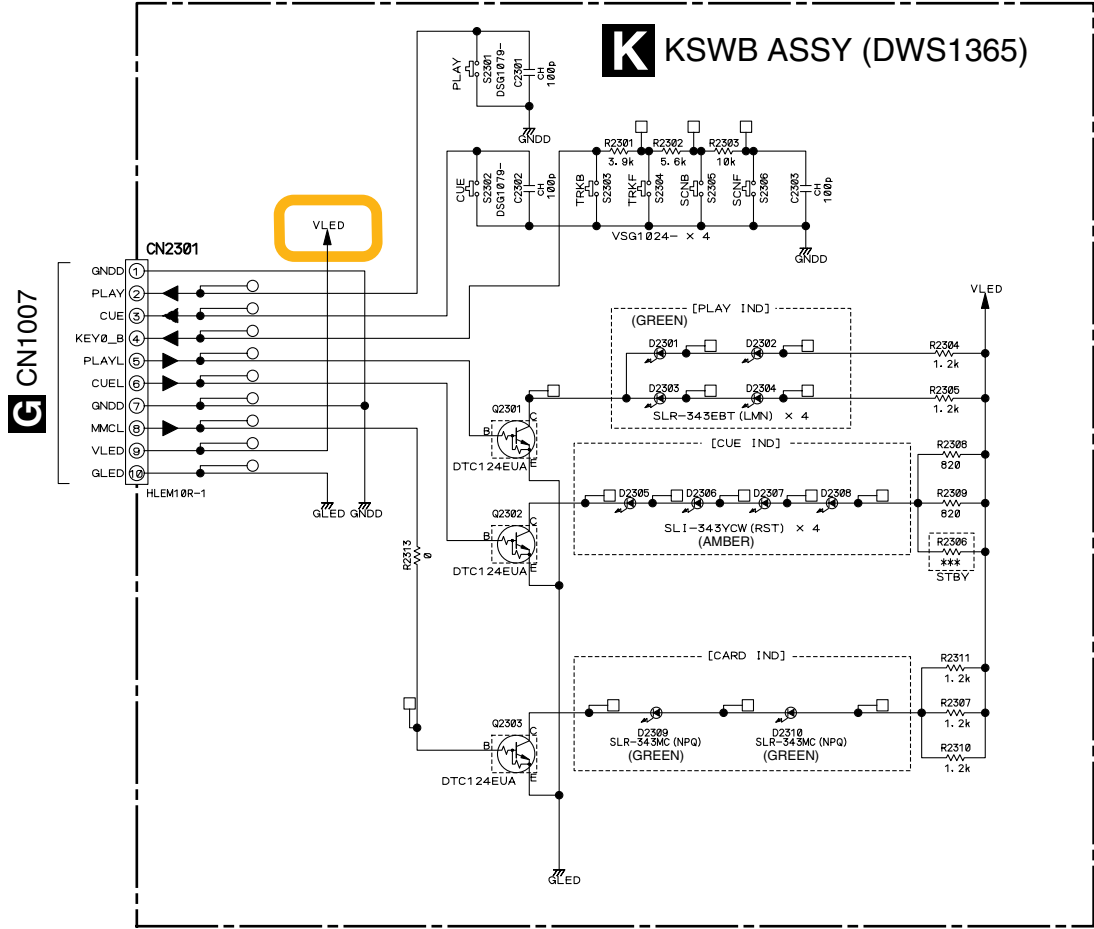 K KSWB ASSY (DWS1365)
PLAY
S2301
DSG1079-
C2301
CH
100p
GNDD
CUE
S2302
DSG1079-
C2302
CH
100p
R2301
3.9k
R2302
5.6k
R2303
10k
TRKB
S2303
TRKF
S2304
SCNB
S2305
SCNF
S2306
C2303
CH
100p
VSG1024- × 4
GNDD
VLED
G CN1007
CN2301
GNDD 1
PLAY 2
CUE 3
KEY0_B 4
PLAYL 5
CUEL 6
GNDD 7
MMCL 8
VLED 9
GLED 10
HLEM10R-1
GLED GNDD
VLED
[PLAY IND]
(GREEN)
D2301 D2302
R2304
1.2k
D2303 D2304
R2305
1.2k
SLR-343EBT(LMN) × 4
Q2301
C
B
E
DTC124EUA
[CUE IND]
D2305 D2306 D2307 D2308
SLI-343YCW(RST) × 4
(AMBER)
R2308
820
R2309
820
R2306
***
STBY
Q2302
C
B
E
DTC124EUA
R2313
0
[CARD IND]
D2309
SLR-343MC(NPQ)
(GREEN)
D2310
SLR-343MC(NPQ)
(GREEN)
R2311
1.2k
R2307
1.2k
R2310
1.2k
Q2303
C
B
E
DTC124EUA
GLED